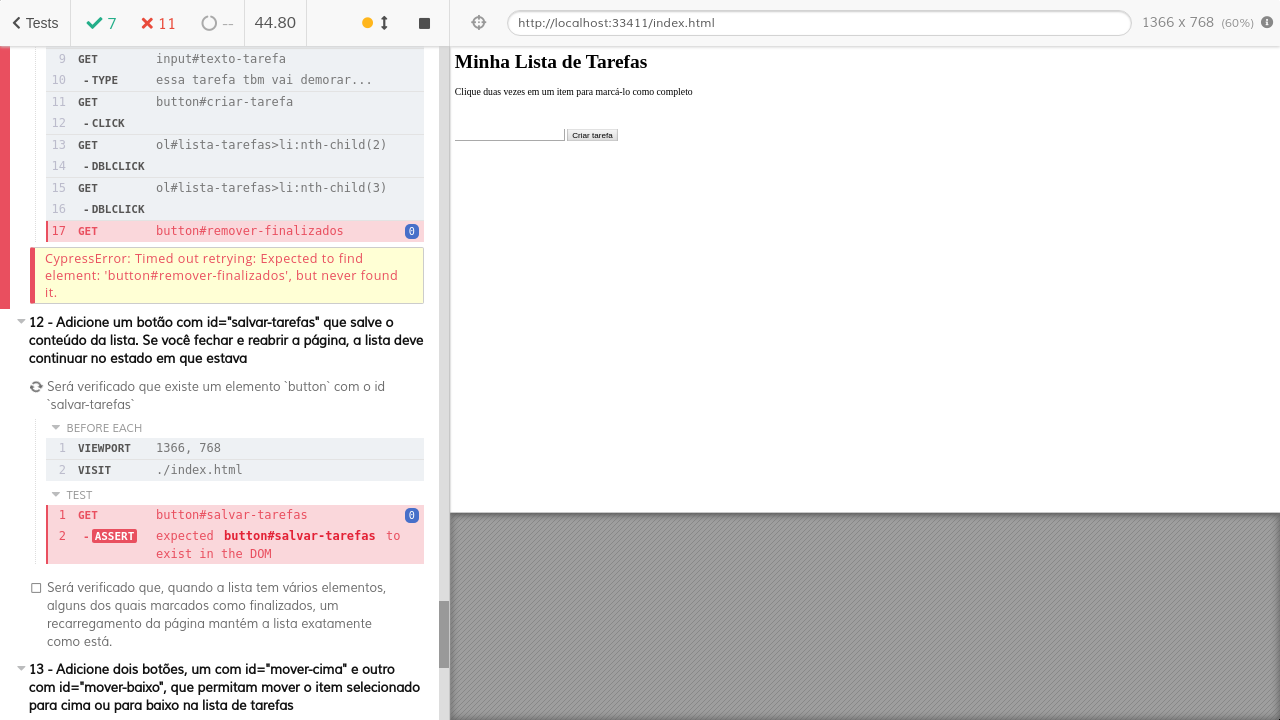 Tests
7
11
--
44.80
http://localhost:33411/index.html
1366 x 768 (60%)
9 GET input#texto-tarefa
10 - TYPE essa tarefa tbm vai demorar...
11 GET button#criar-tarefa
12 - CLICK
13 GET ol#lista-tarefas>li:nth-child(2)
14 - DBLCLICK
15 GET ol#lista-tarefas>li:nth-child(3)
16 - DBLCLICK
17 GET button#remover-finalizados 0
CypressError: Timed out retrying: Expected to find
element: 'button#remover-finalizados', but never found
it.
12 - Adicione um botão com id="salvar-tarefas" que salve o
conteúdo da lista. Se você fechar e reabrir a página, a lista deve
continuar no estado em que estava
Será verificado que existe um elemento `button` com o id
`salvar-tarefas`
BEFORE EACH
1 VIEWPORT 1366, 768
2 VISIT ./index.html
TEST
1 GET button#salvar-tarefas 0
2 - ASSERT expected button#salvar-tarefas to
exist in the DOM
Será verificado que, quando a lista tem vários elementos,
alguns dos quais marcados como finalizados, um
recarregamento da página mantém a lista exatamente
como está.
13 - Adicione dois botões, um com id="mover-cima" e outro
com id="mover-baixo", que permitam mover o item selecionado
para cima ou para baixo na lista de tarefas
Minha Lista de Tarefas
Clique duas vezes em um item para marcá-lo como completo
Criar tarefa